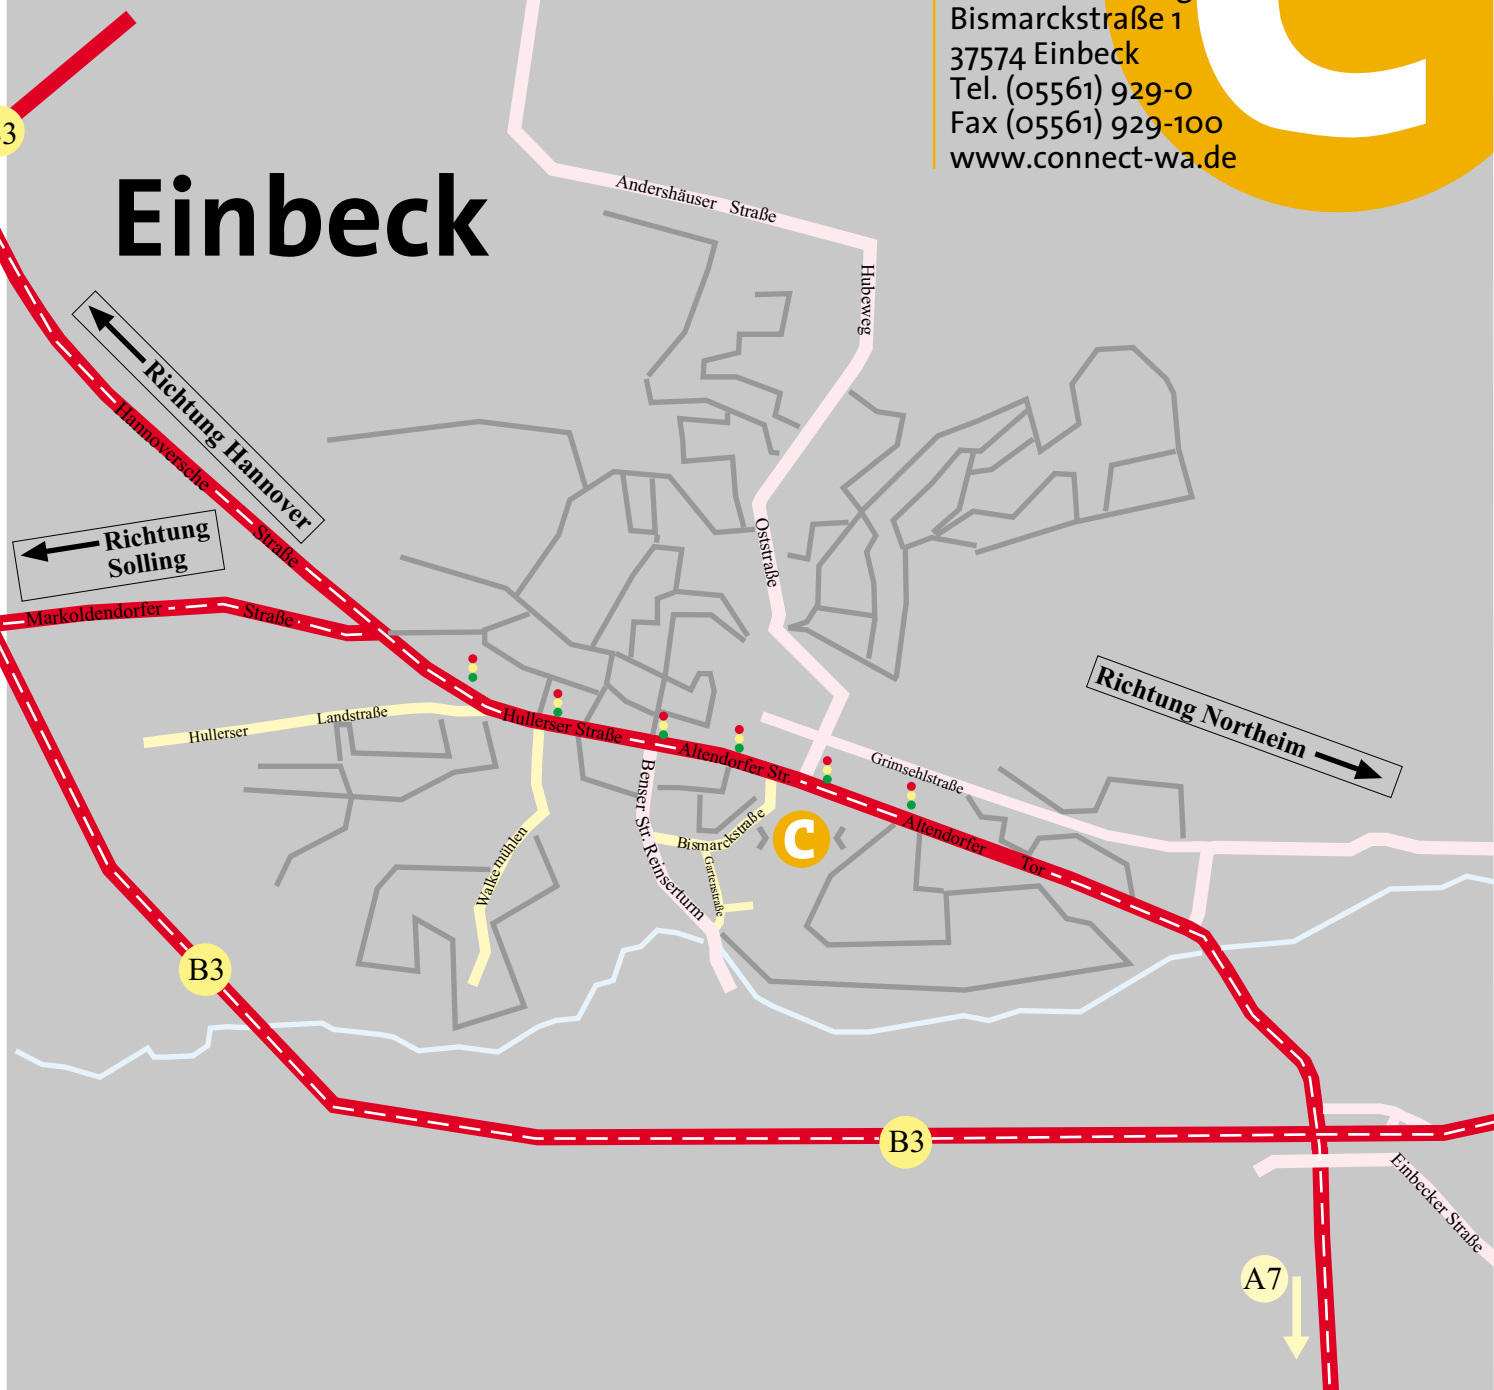 Bismarckstraße 1
37574 Einbeck
Tel. (05561) 929-0
Fax (05561) 929-100
www.connect-wa.de
C
Einbeck
Andershäuser Straße
Hubeweg
Richtung Hannover
Hannoversche Straße
Richtung
Solling
Markoldendorfer Straße
Oststraße
Richtung Northeim
Hullerser Landstraße
Hullerser Straße
Altendorfer Str.
Grimsehlstraße
Altendorfer Tor
Benser Str.
Reinserturm
Bismarckstraße
C
Gartenstraße
Walkemühlen
B3
B3
Einbecker Straße
A7